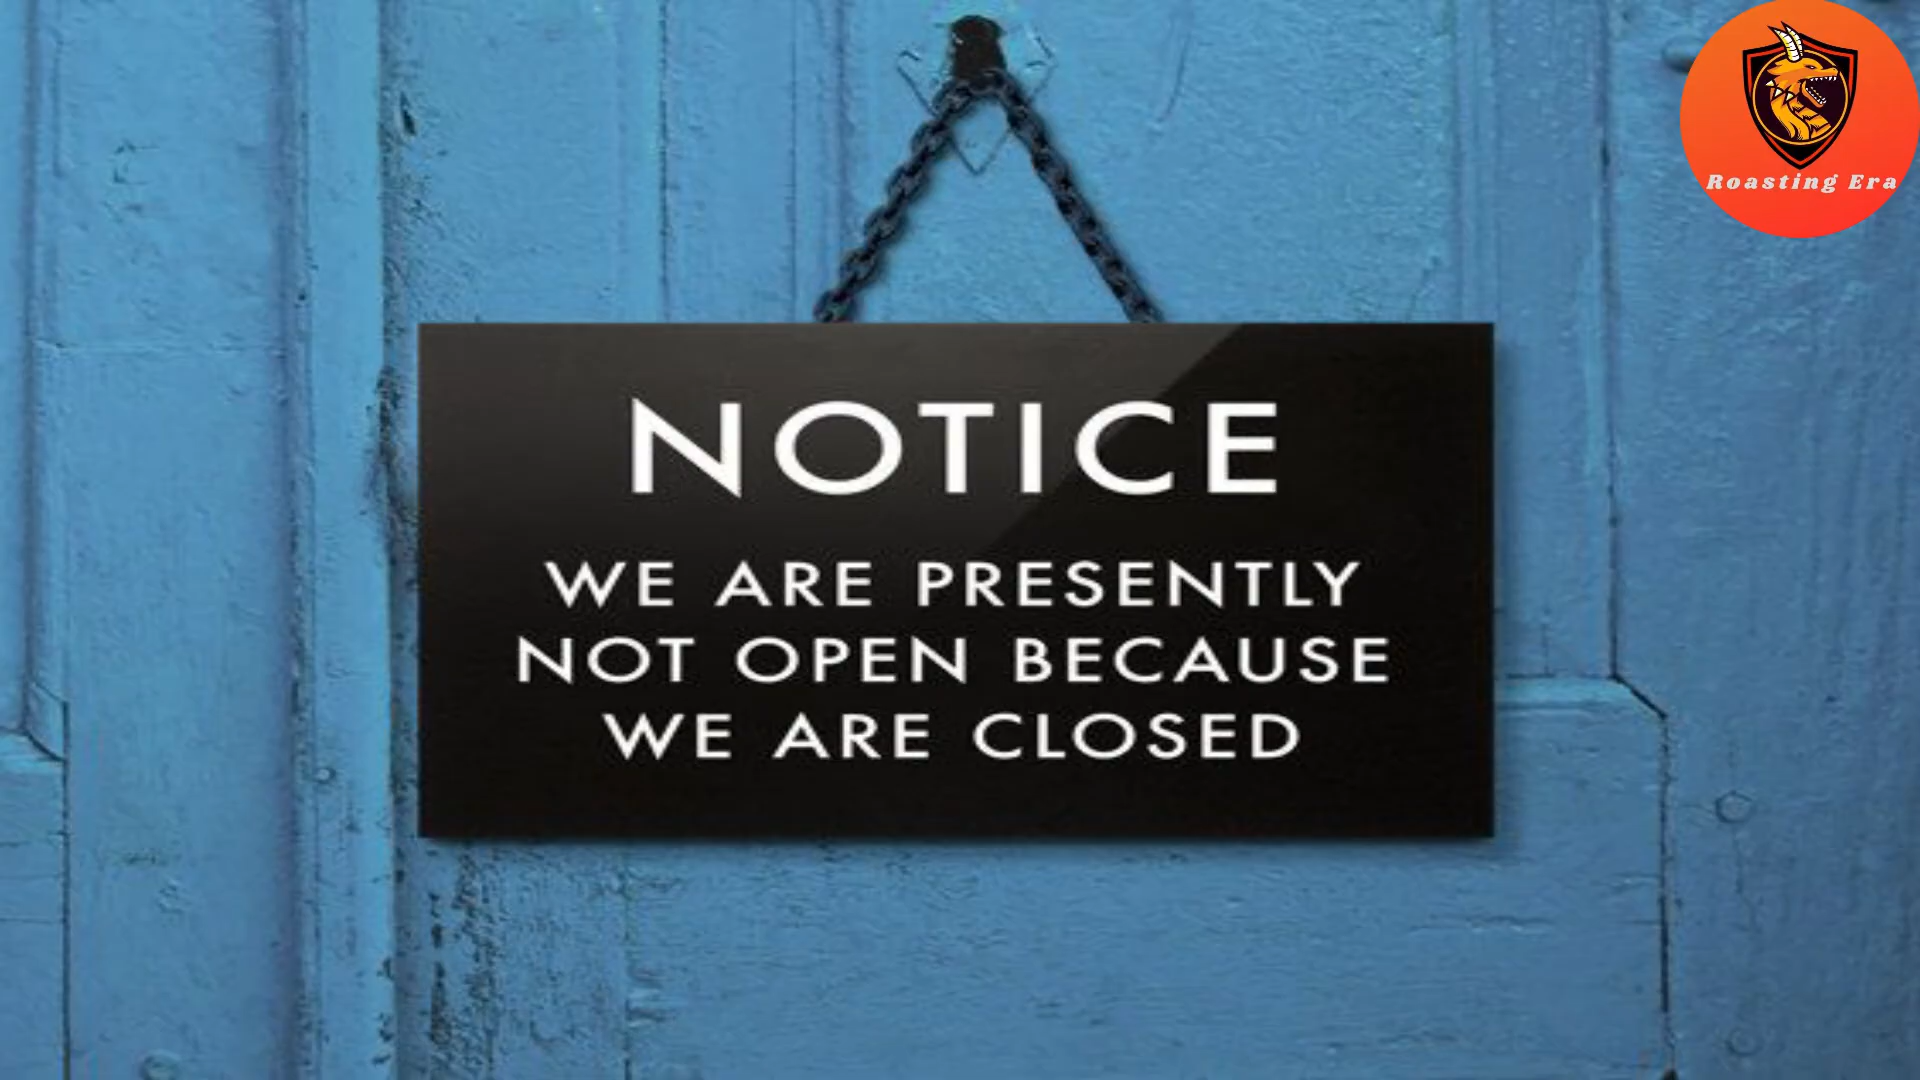 Roasting Era
NOTICE
WE ARE PRESENTLY
NOT OPEN BECAUSE
WE ARE CLOSED